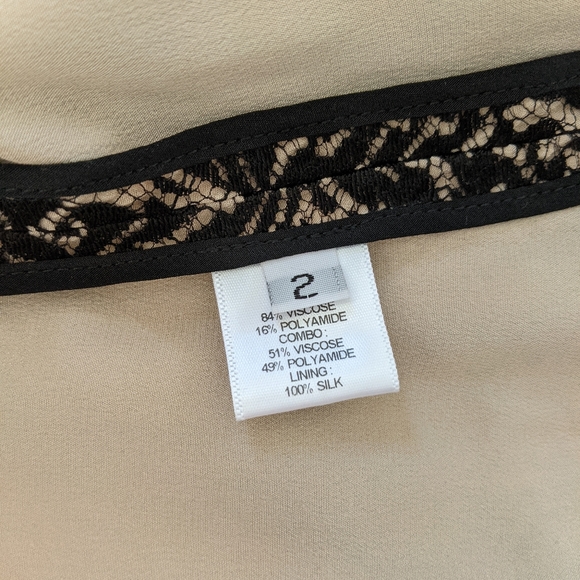 2
84% VISCOSE
16% POLYAMIDE
COMBO :
51% VISCOSE
49% POLYAMIDE
LINING :
100% SILK